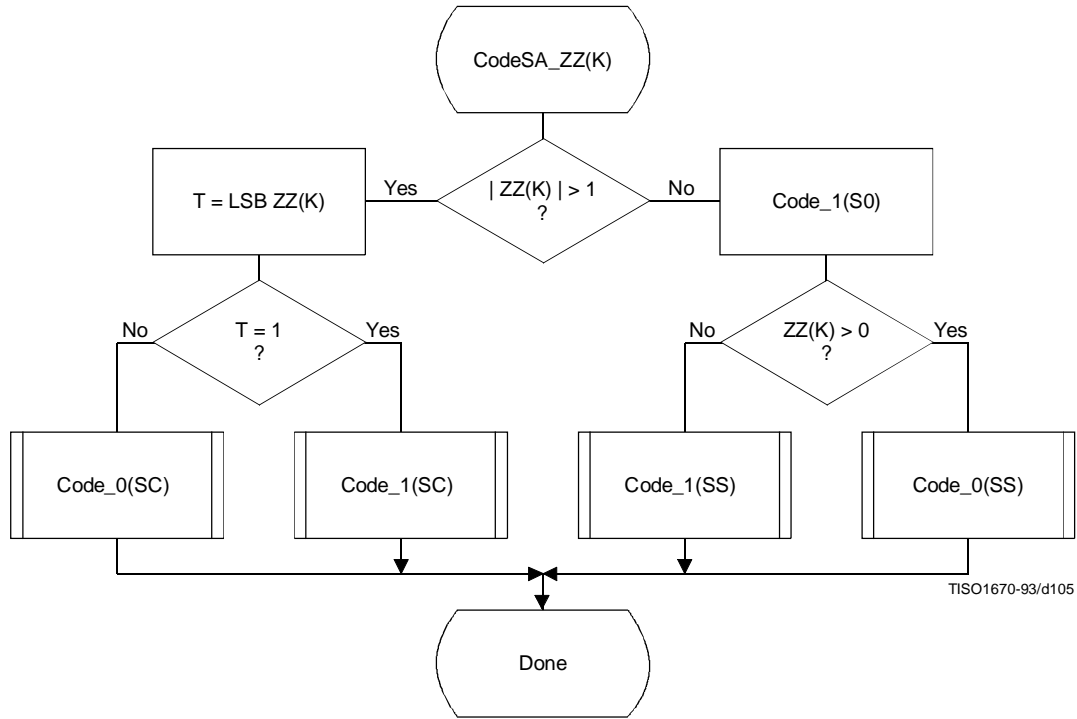 CodeSA_ZZ(K)
T = LSB ZZ(K)
Yes
| ZZ(K) | > 1
?
No
Code_1(S0)
No
T = 1
?
Yes
No
ZZ(K) > 0
?
Yes
Code_0(SC)
Code_1(SC)
Code_1(SS)
Code_0(SS)
TISO1670-93/d105
Done